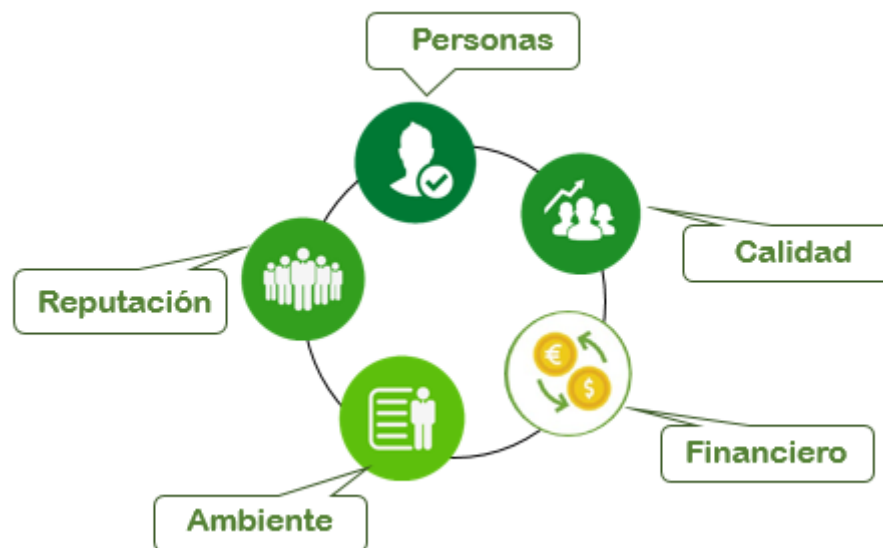 Personas
Calidad
Reputación
€
$
Financiero
Ambiente